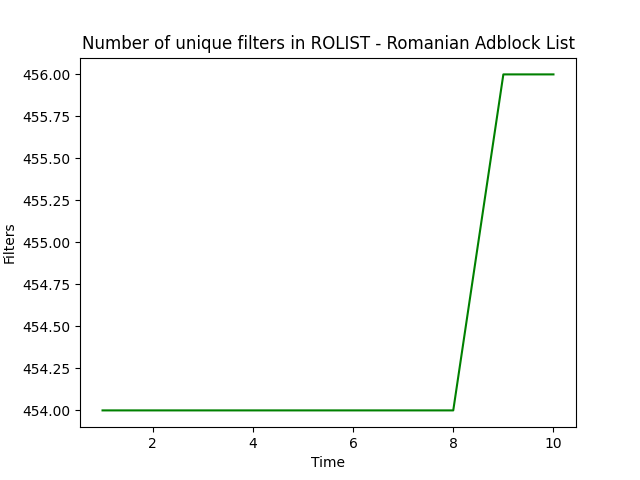 Number of unique filters in ROLIST - Romanian Adblock List
456.00
455.75
455.50
455.25
455.00
454.75
454.50
454.25
454.00
Filters
2 4 6 8 10
Time